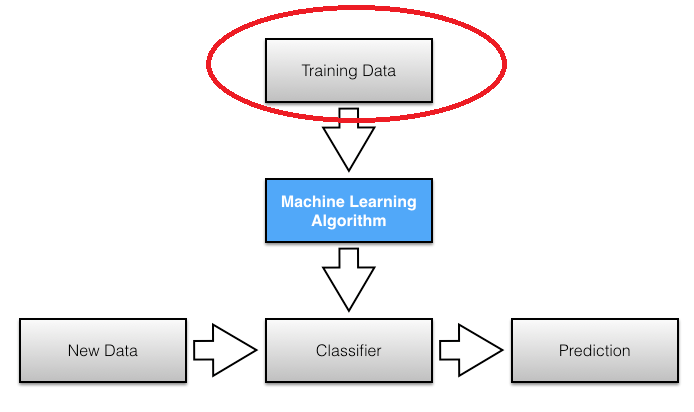 Training Data
Machine Learning
Algorithm
New Data
Classifier
Prediction